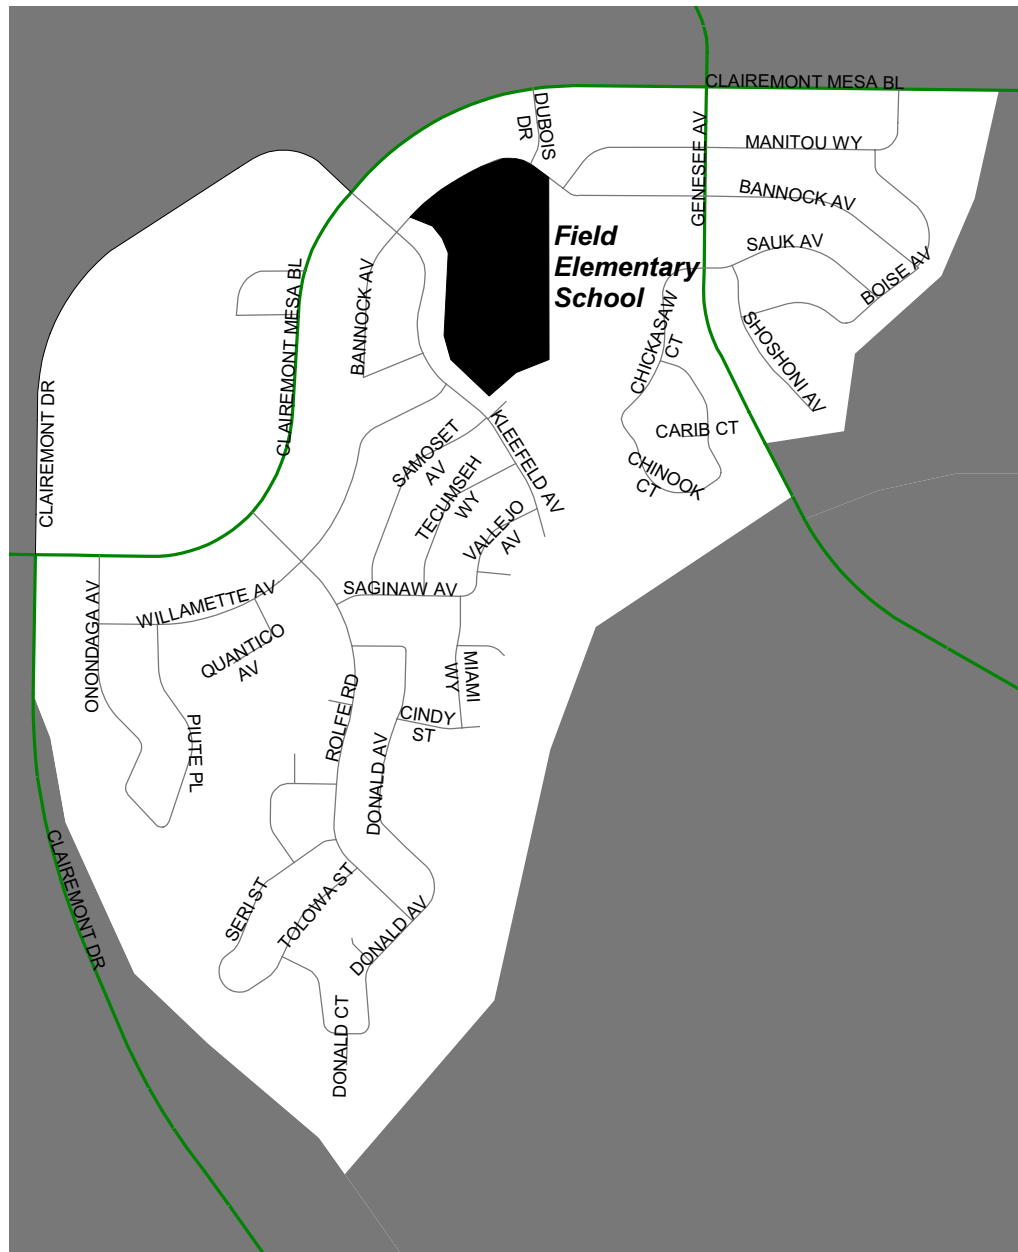 CLAIREMONT MESA BL
DUBOIS
DR
GENESEE AV
MANITOU WY
BANNOCK AV
SAUK AV
BOISE AV
Field
Elementary
School
CLAIREMONT MESA BL
BANNOCK AV
CHICKASAW
CT
SHOSHONI AV
CLAIREMONT DR
SAMOSET
AV
KLEEFELD AV
CARIB CT
CHINOOK
CT
TECUMSEH
WY
VALLEJO
AV
ONONDAGA AV
WILLAMETTE AV
SAGINAW AV
QUANTICO
AV
MIAMI
WY
ROLFE RD
CINDY
ST
PIUTE PL
DONALD AV
CLAIREMONT DR
SERI ST
TOLOWA ST
DONALD AV
DONALD CT